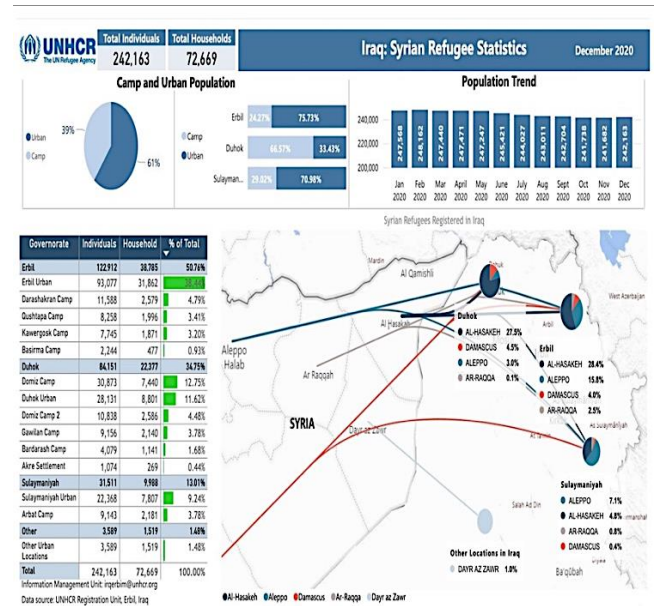 UNHCR
The UN Refugee Agency
Total Individuals
242,163
Total Households
72,669
Iraq: Syrian Refugee Statistics
December 2020
Camp and Urban Population
Urban
Camp
39%
61%
Camp
Urban
Erbil 24.27% 75.73%
Duhok 66.57% 33.43%
Sulayman... 29.02% 70.98%
Population Trend
240,000
220,000
200,000
247,568 248,162 247,440 247,471 247,247 245,421 244,027 243,011 242,704 241,738 241,682 242,163
Jan Feb Mar April May June July Aug Sept Oct Nov Dec
2020 2020 2020 2020 2020 2020 2020 2020 2020 2020 2020 2020
Syrian Refugees Registered in Iraq
Governorate Individuals Household % of Total
Erbil 122,912 38,785 50.76%
Erbil Urban 93,077 31,862
Darashakran Camp 11,588 2,579 4.79%
Qushtapa Camp 8,258 1,996 3.41%
Kawergosk Camp 7,745 1,871 3.20%
Basirma Camp 2,244 477 0.93%
Duhok 84,151 22,377 34.75%
Domiz Camp 30,873 7,440 12.75%
Duhok Urban 28,131 8,801 11.62%
Domiz Camp 2 10,838 2,586 4.48%
Gawilan Camp 9,156 2,140 3.78%
Bardarash Camp 4,079 1,141 1.68%
Akre Settlement 1,074 269 0.44%
Sulaymaniyah 31,511 9,988 13.01%
Sulaymaniyah Urban 22,368 7,807 9.24%
Arbat Camp 9,143 2,181 3.78%
Other 3,589 1,519 1.48%
Other Urban 3,589 1,519 1.48%
Locations
Total 242,163 72,669 100.00%
Information Management Unit: irqerbim@unhcr.org
Data source: UNHCR Registration Unit, Erbil, Iraq
Mardin
Al Qamishli
Al Hasakah
Aleppo
Halab
Ar Raqqah
SYRIA
Dayr az Zawr
West Azarbaijan
Arbil
As Sulaymānīyah
Salah Ad Din
Ba'qūbah
Duhok
AL-HASAKEH 27.5%
DAMASCUS 4.5%
ALEPPO 3.0%
AR-RAQQA 0.1%
Erbil
AL-HASAKEH 28.4%
ALEPPO 15.8%
DAMASCUS 4.0%
AR-RAQQA 2.5%
Sulaymaniyah
ALEPPO 7.1%
AL-HASAKEH 4.8%
AR-RAQQA 0.8%
DAMASCUS 0.4%
Other Locations in Iraq
DAYR AZ ZAWR 1.0%
Al-Hasakeh Aleppo Damascus Ar-Raqqa Dayr az Zawr